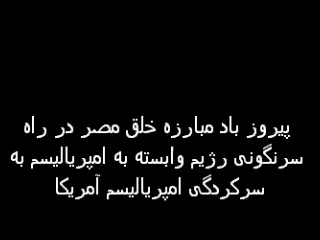 پیروز باد مبارزه خلق مصر در راه
سرنگونی رژیم وابسته به امپریالیسم به
سرکردگی امپریالیسم آمریکا